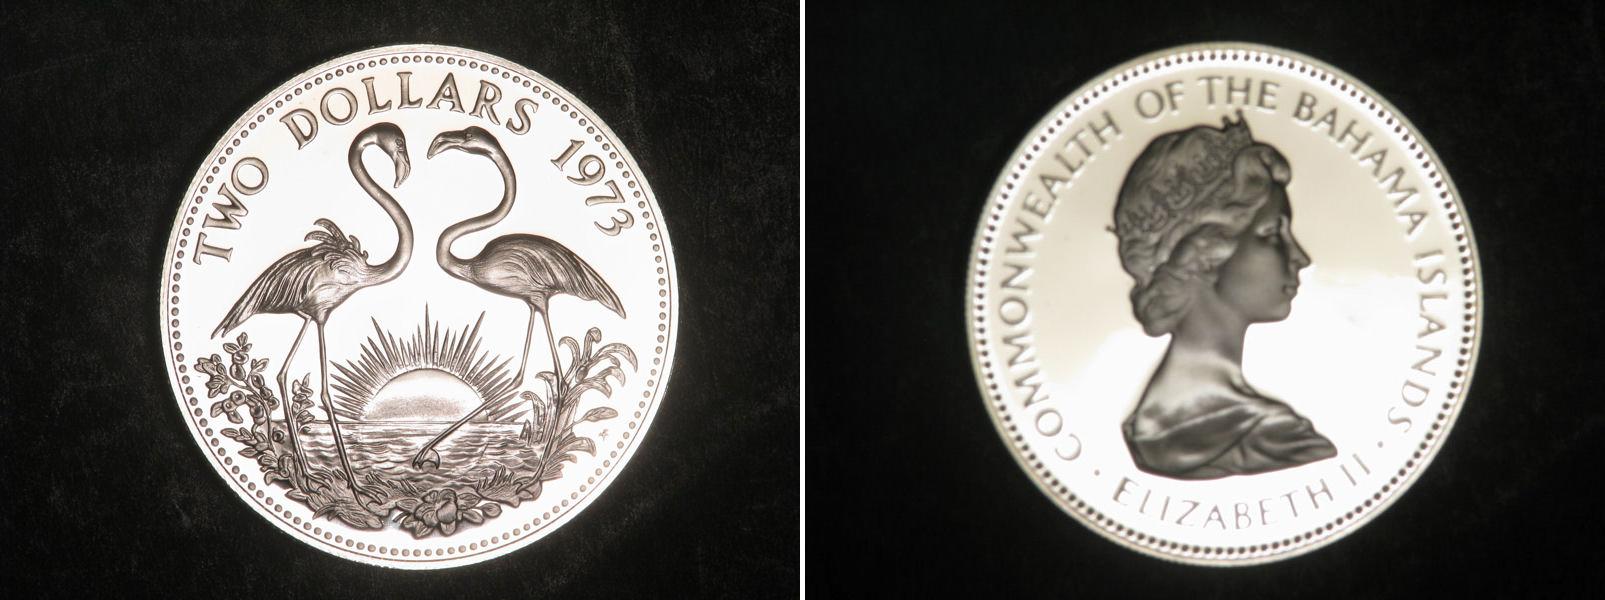 TWO DOLLARS 1973
COMMONWEALTH OF THE BAHAMA ISLANDS
· ELIZABETH II ·